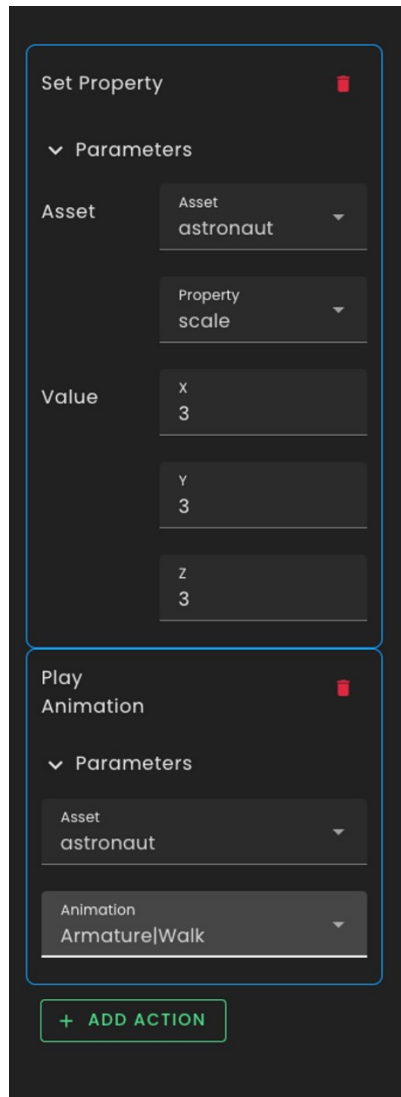 Set Property
Parameters
Asset
Asset
astronaut
Property
scale
Value
X
3
Y
3
Z
3
Play
Animation
Parameters
Asset
astronaut
Animation
Armature|Walk
+ ADD ACTION